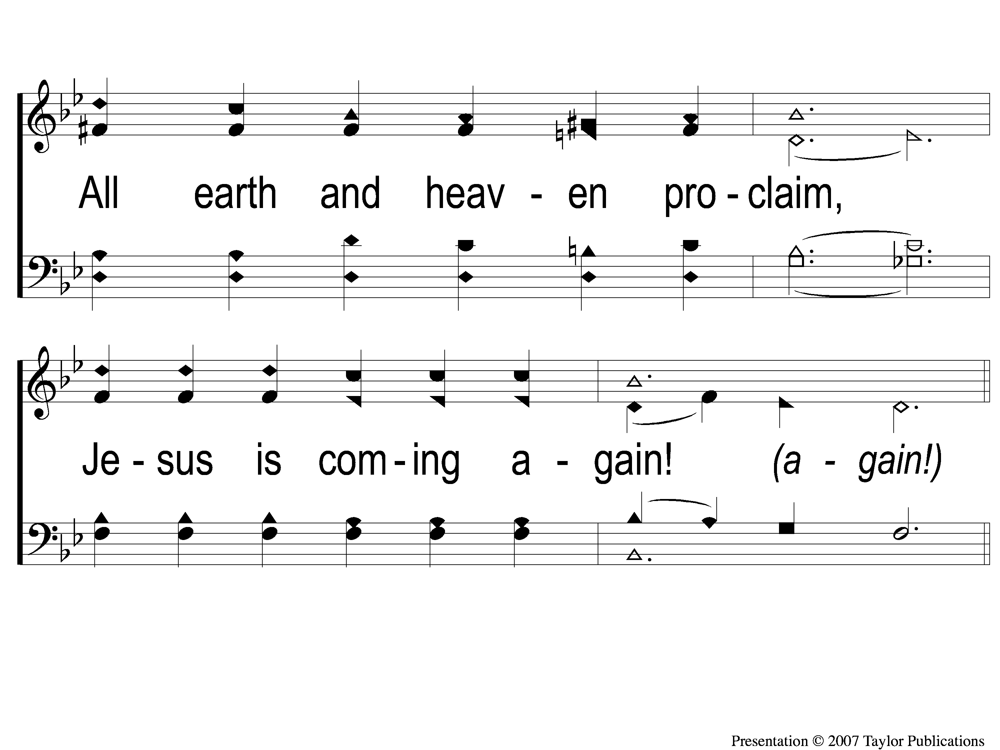 All earth and heav - en pro - claim,
Je - sus is com - ing a - gain! (a - gain!)
Presentation © 2007 Taylor Publications